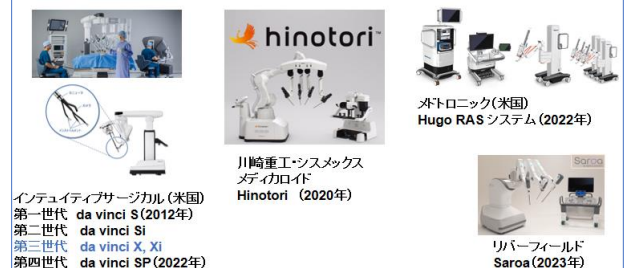 hinotori™
メドトロニック(米国)
Hugo RAS システム(2022年)
川崎重工・シスメックス
メディカロイド
Hinotori (2020年)
Saroa
インテュイティブサージカル(米国)
第一世代 da vinci S(2012年)
第二世代 da vinci Si
第三世代 da vinci X, Xi
第四世代 da vinci SP(2022年)
リバーフィールド
Saroa(2023年)